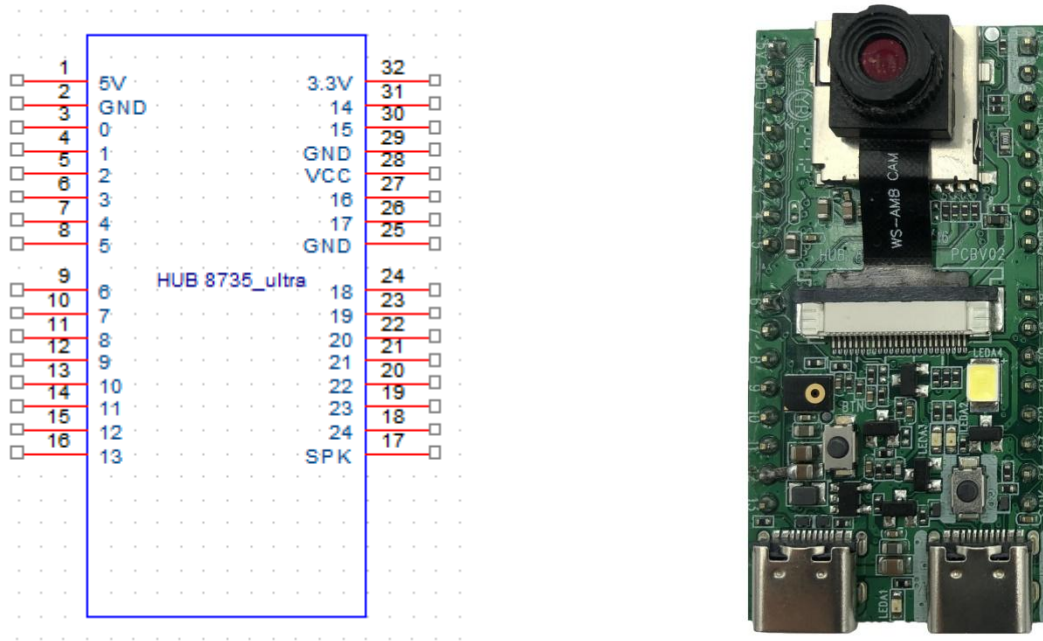 1 5V 3.3V 32
2 GND 14 31
3 0 15 30
4 1 GND 29
5 2 VCC 28
6 3 16 27
7 4 17 26
8 5 GND 25
HUB 8735_ultra
9 6 18 24
10 7 19 23
11 8 20 22
12 9 21 21
13 10 22 20
14 11 23 19
15 12 24 18
16 13 SPK 17
WS-AMB CAM
HUB
PCBV02
LEDA4
BTN
LEDA3
LEDA2
LEDA1